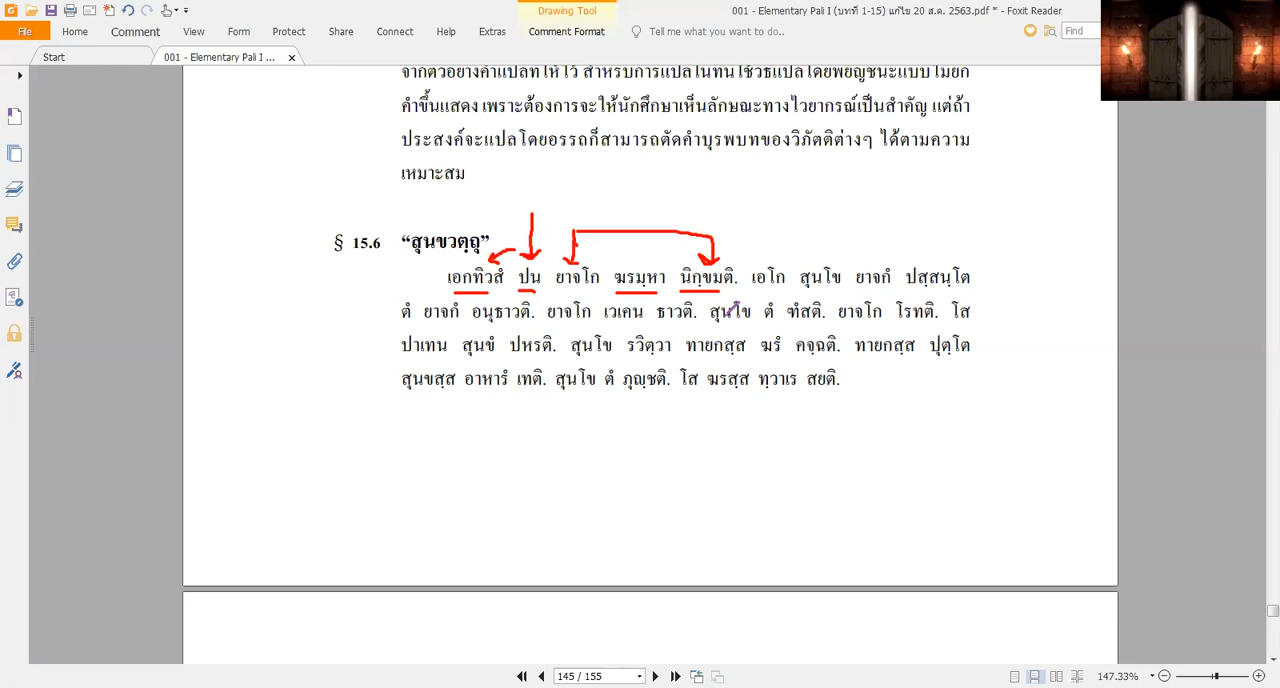 Drawing Tool
001 - Elementary Pali I (บทที่ 1-15) แก้ไข 20 ส.ค. 2563.pdf * - Foxit Reader
File Home Comment View Form Protect Share Connect Help Extras Comment Format Tell me what you want to do.. Find
Start 001 - Elementary Pali I ...
จากตัวอย่างคำแปลที่ให้ไว้ สำหรับการแปลในที่นี้ใช้วิธีแปลโดยพยัญชนะแบบไม่ยก
คำขึ้นแสดง เพราะต้องการจะให้นักศึกษาเห็นลักษณะทางไวยากรณ์เป็นสำคัญ แต่ถ้า
ประสงค์จะแปลโดยอรรถก็สามารถตัดคำบุรพบทของวิภัตติต่างๆ ได้ตามความ
เหมาะสม
§ 15.6 “สุนขวตฺถุ”
เอกทิวสํ ปน ยาจโก ฆรมฺหา นิกฺขมติ. เอโก สุนโข ยาจกํ ปสฺสนฺโต
ตํ ยาจกํ อนุธาวติ. ยาจโก เวเคน ธาวติ. สุนโข ตํ ฑํสติ. ยาจโก โรทติ. โส
ปาเทน สุนขํ ปหรติ. สุนโข รวิตฺวา ทายกสฺส ฆรํ คจฺฉติ. ทายกสฺส ปุตฺโต
สุนขสฺส อาหารํ เทติ. สุนโข ตํ ภุญฺชติ. โส ฆรสฺส ทฺวาเร สยติ.
145 / 155 147.33%